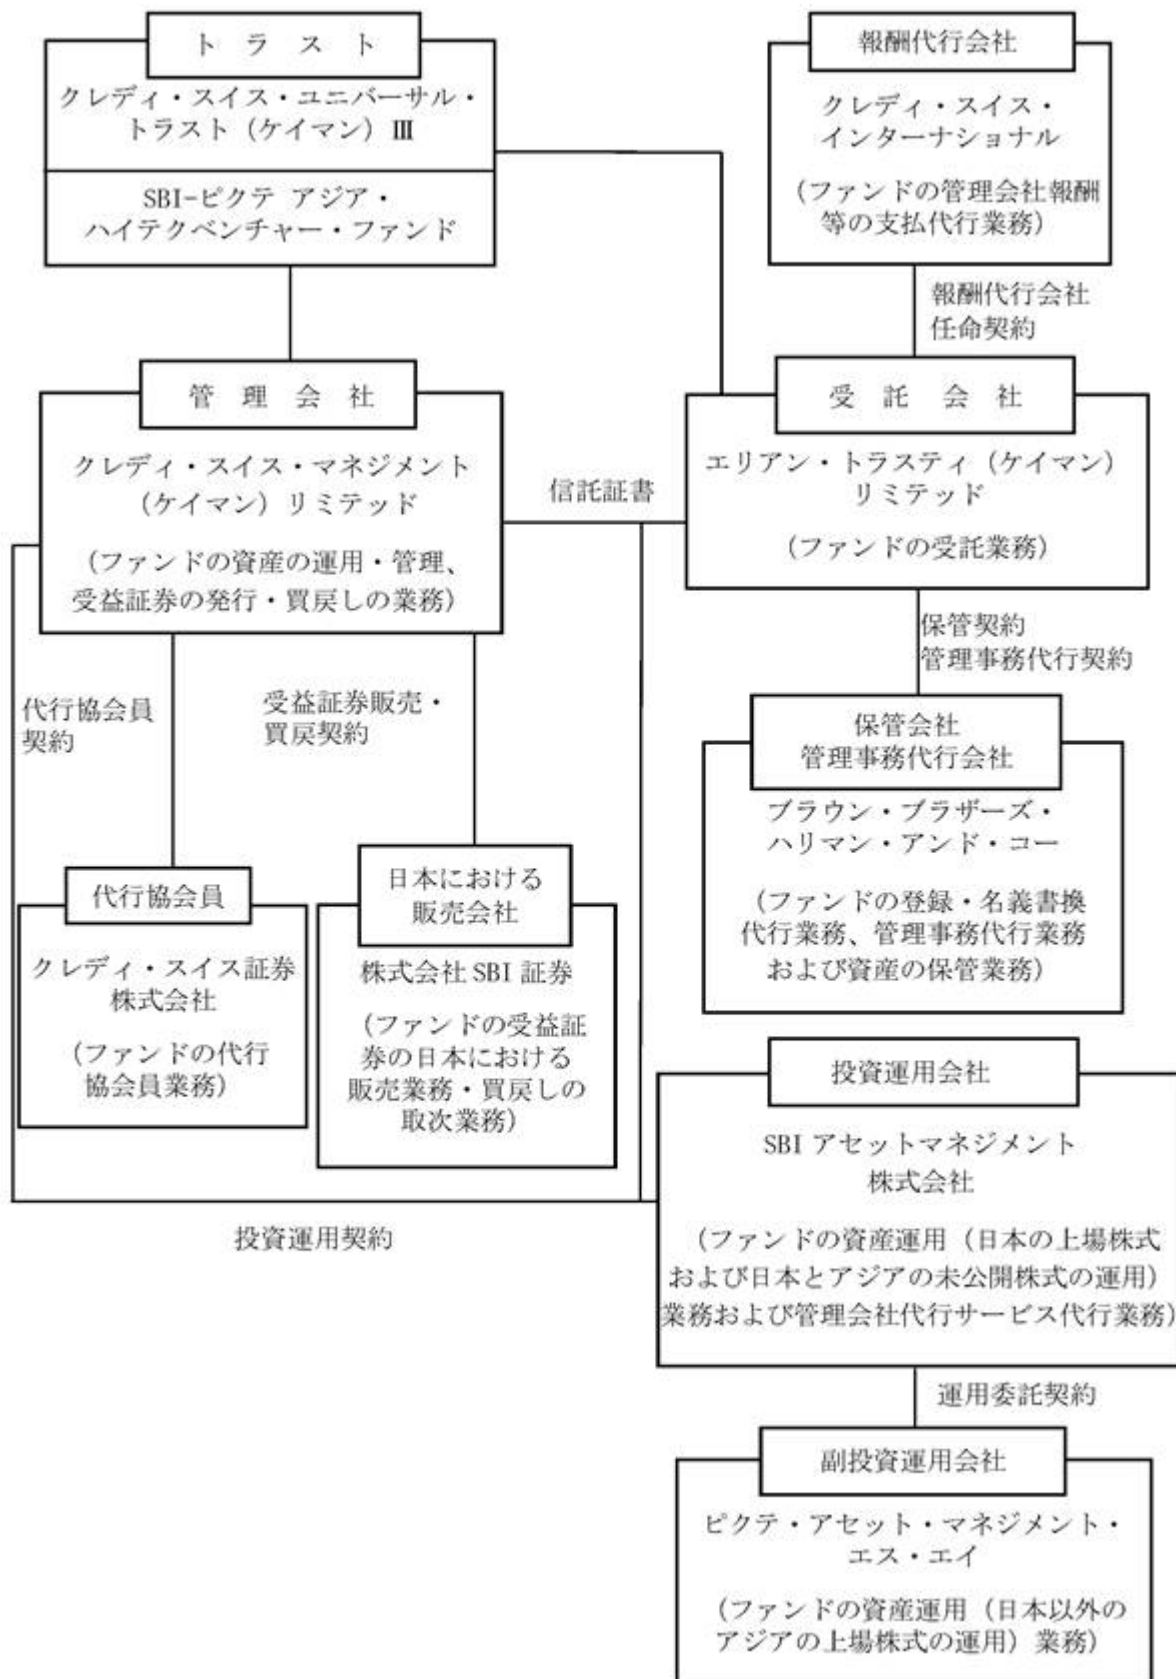 トラスト
クレディ・スイス・ユニバーサル・
トラスト（ケイマン）Ⅲ
SBI-ピクテ アジア・
ハイテクベンチャー・ファンド
報酬代行会社
クレディ・スイス・
インターナショナル
（ファンドの管理会社報酬
等の支払代行業務）
報酬代行会社
任命契約
管理会社
クレディ・スイス・マネジメント
（ケイマン）リミテッド
（ファンドの資産の運用・管理、
受益証券の発行・買戻しの業務）
信託証書
受託会社
エリアン・トラスティ（ケイマン）
リミテッド
（ファンドの受託業務）
保管契約
管理事務代行契約
代行協会員
契約
受益証券販売・
買戻契約
保管会社
管理事務代行会社
ブラウン・ブラザーズ・
ハリマン・アンド・コー
（ファンドの登録・名義書換
代行業務、管理事務代行業務
および資産の保管業務）
代行協会員
クレディ・スイス証券
株式会社
（ファンドの代行
協会員業務）
日本における
販売会社
株式会社 SBI 証券
（ファンドの受益証
券の日本における
販売業務・買戻しの
取次業務）
投資運用契約
投資運用会社
SBI アセットマネジメント
株式会社
（ファンドの資産運用（日本の上場株式
および日本とアジアの未公開株式の運用）
業務および管理会社代行サービス代行業務）
運用委託契約
副投資運用会社
ピクテ・アセット・マネジメント・
エス・エイ
（ファンドの資産運用（日本以外の
アジアの上場株式の運用）業務）